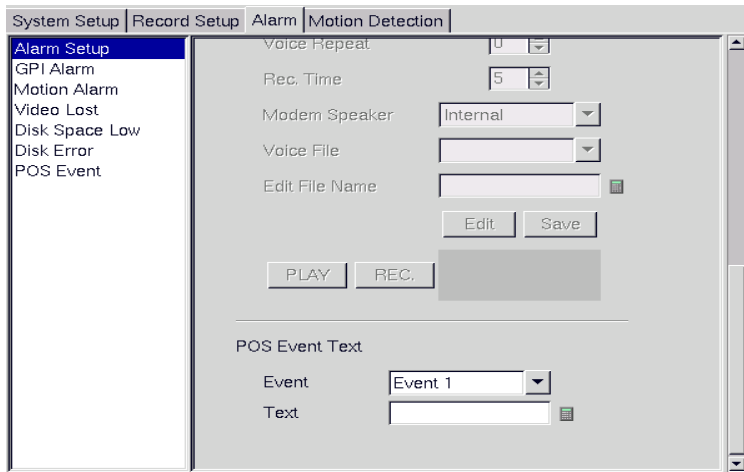 System Setup Record Setup Alarm Motion Detection
Alarm Setup
GPI Alarm
Motion Alarm
Video Lost
Disk Space Low
Disk Error
POS Event
Voice Repeat 0
Rec. Time 5
Modem Speaker Internal
Voice File
Edit File Name
Edit Save
PLAY REC.
POS Event Text
Event Event 1
Text